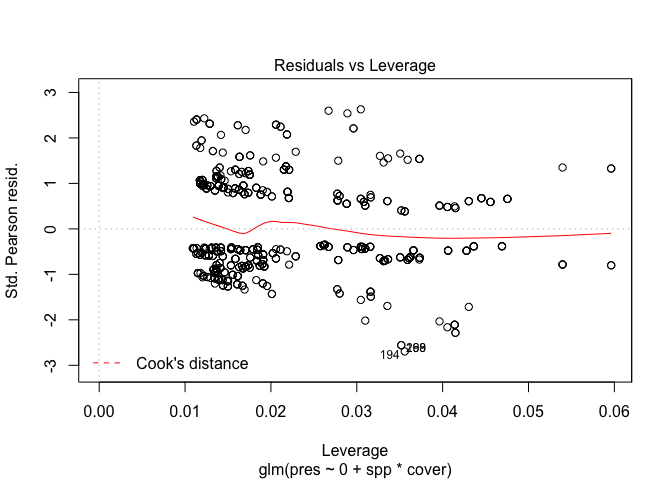 Residuals vs Leverage
Std. Pearson resid.
3
2
1
0
-1
-2
-3
194
Cook's distance
0.00 0.01 0.02 0.03 0.04 0.05 0.06
Leverage
glm(pres ~ 0 + spp * cover)